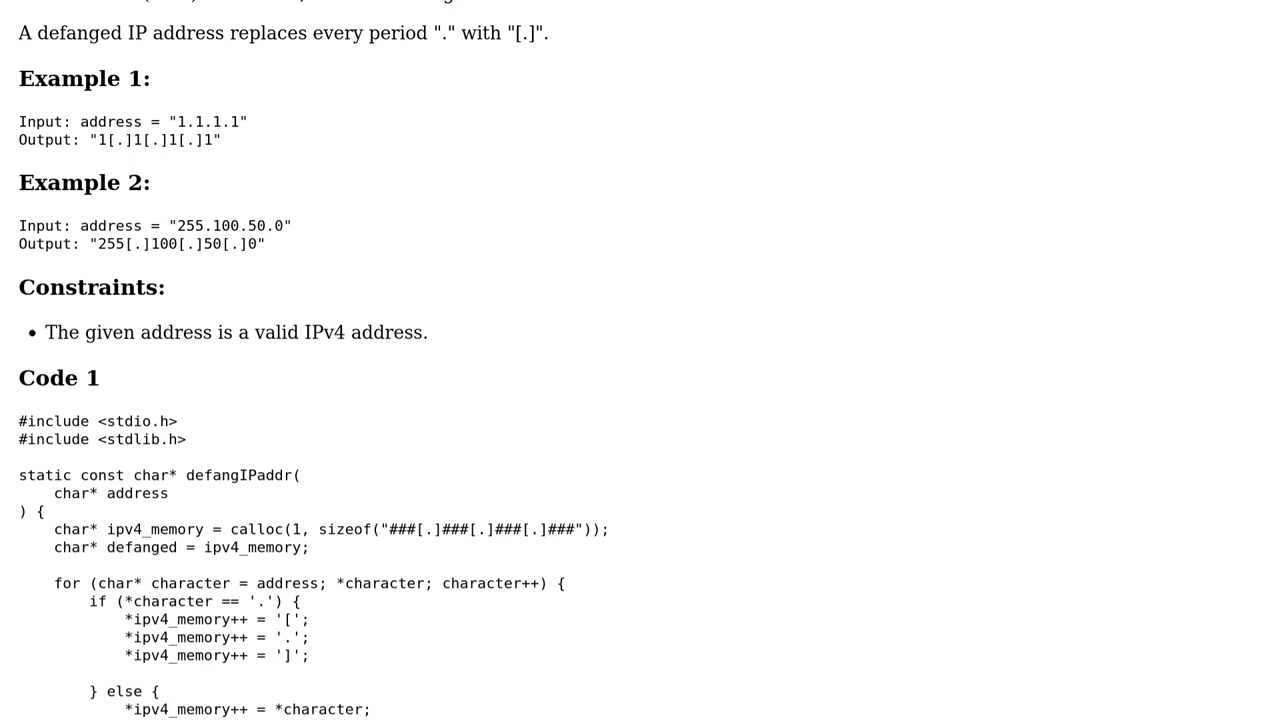 A defanged IP address replaces every period "." with "[.]".
Example 1:
Input: address = "1.1.1.1"
Output: "1[.]1[.]1[.]1"
Example 2:
Input: address = "255.100.50.0"
Output: "255[.]100[.]50[.]0"
Constraints:
• The given address is a valid IPv4 address.
Code 1
#include <stdio.h>
#include <stdlib.h>
static const char* defangIPaddr(
    char* address
) {
    char* ipv4_memory = calloc(1, sizeof("###[.]###[.]###[.]###"));
    char* defanged = ipv4_memory;
    for (char* character = address; *character; character++) {
        if (*character == '.') {
            *ipv4_memory++ = '[';
            *ipv4_memory++ = '.';
            *ipv4_memory++ = ']';
        } else {
            *ipv4_memory++ = *character;